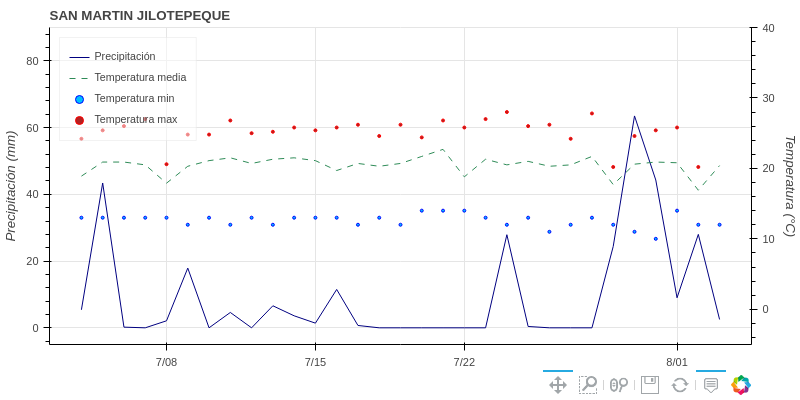 SAN MARTIN JILOTEPEQUE
Precipitación
Temperatura media
Temperatura min
Temperatura max
Precipitación (mm)
80
60
40
20
0
Temperatura (°C)
40
30
20
10
0
7/08
7/15
7/22
8/01